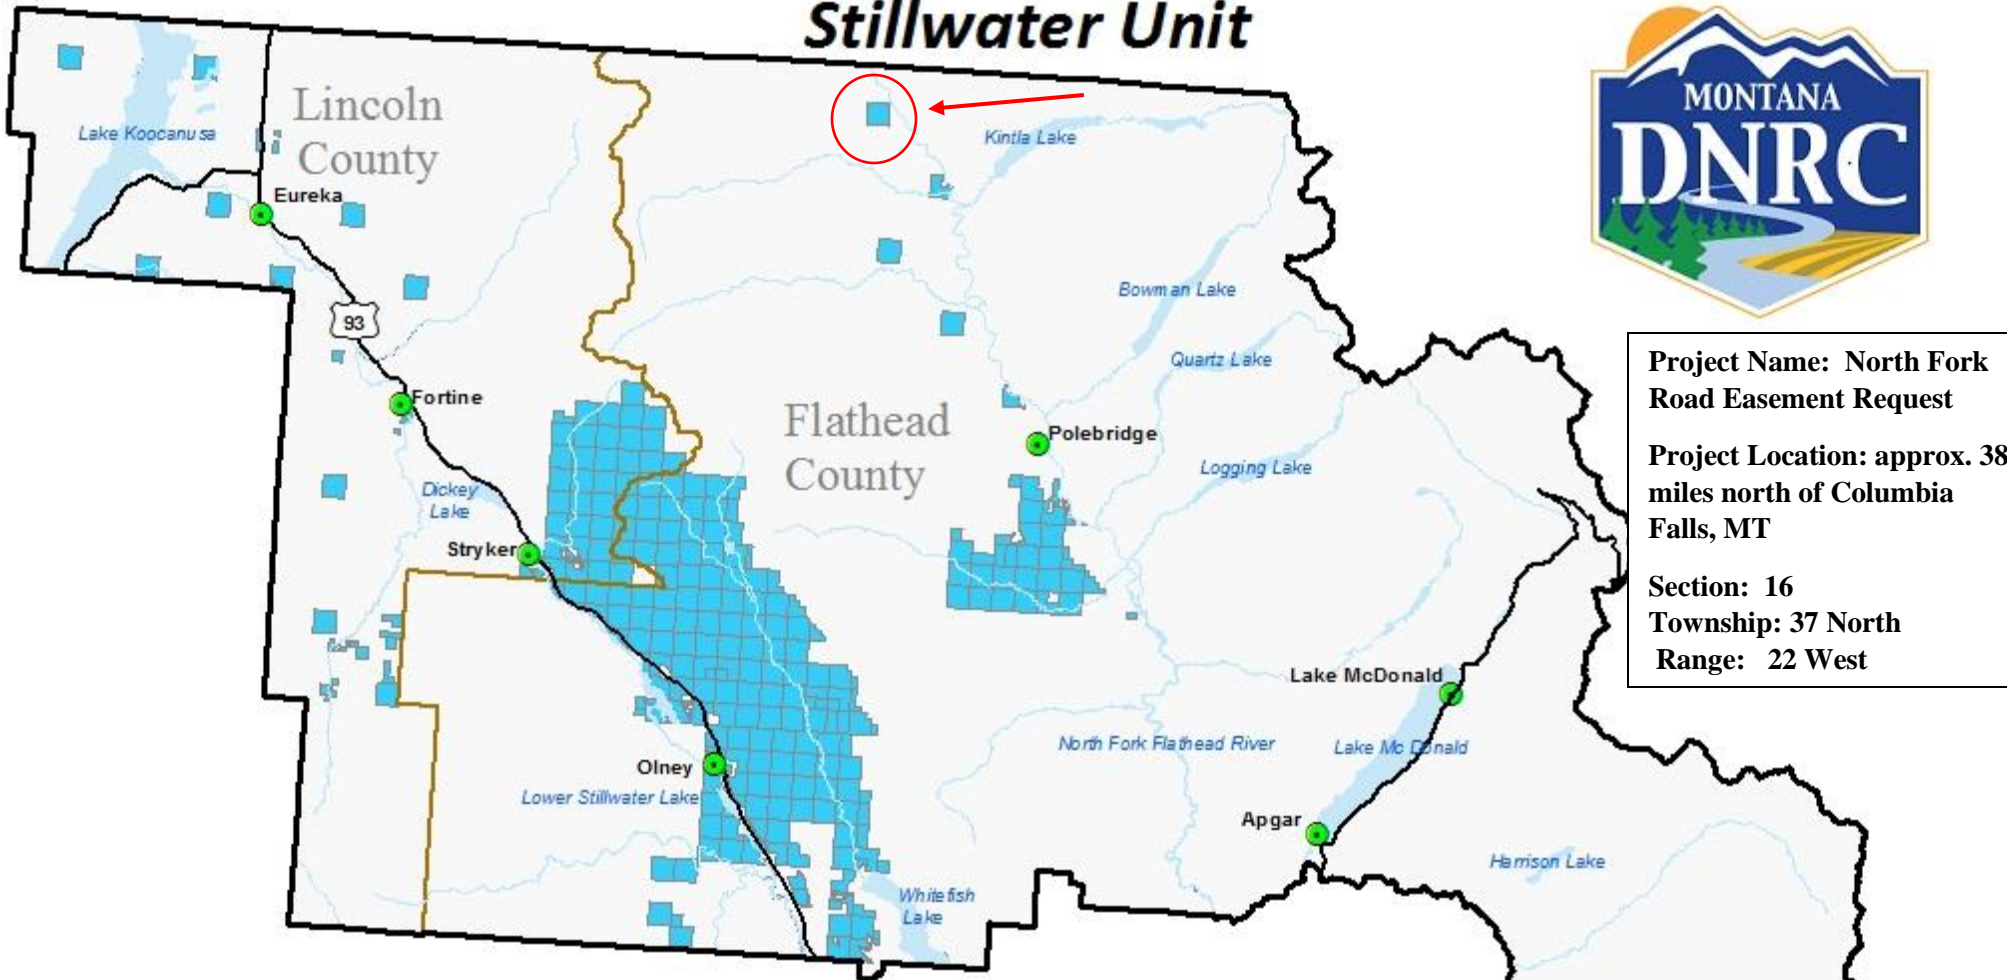 Stillwater Unit
MONTANA
DNRC
Lincoln
County
Lake Koocanusa
Kintla Lake
Eureka
Bowman Lake
93
Quartz Lake
Fortine
Flathead
County
Polebridge
Logging Lake
Dickey
Lake
Stryker
Lake McDonald
North Fork Flathead River
Lake Mc Donald
Olney
Lower Stillwater Lake
Apgar
Harrison Lake
Whitefish
Lake
Project Name: North Fork
Road Easement Request
Project Location: approx. 38
miles north of Columbia
Falls, MT
Section: 16
Township: 37 North
Range: 22 West